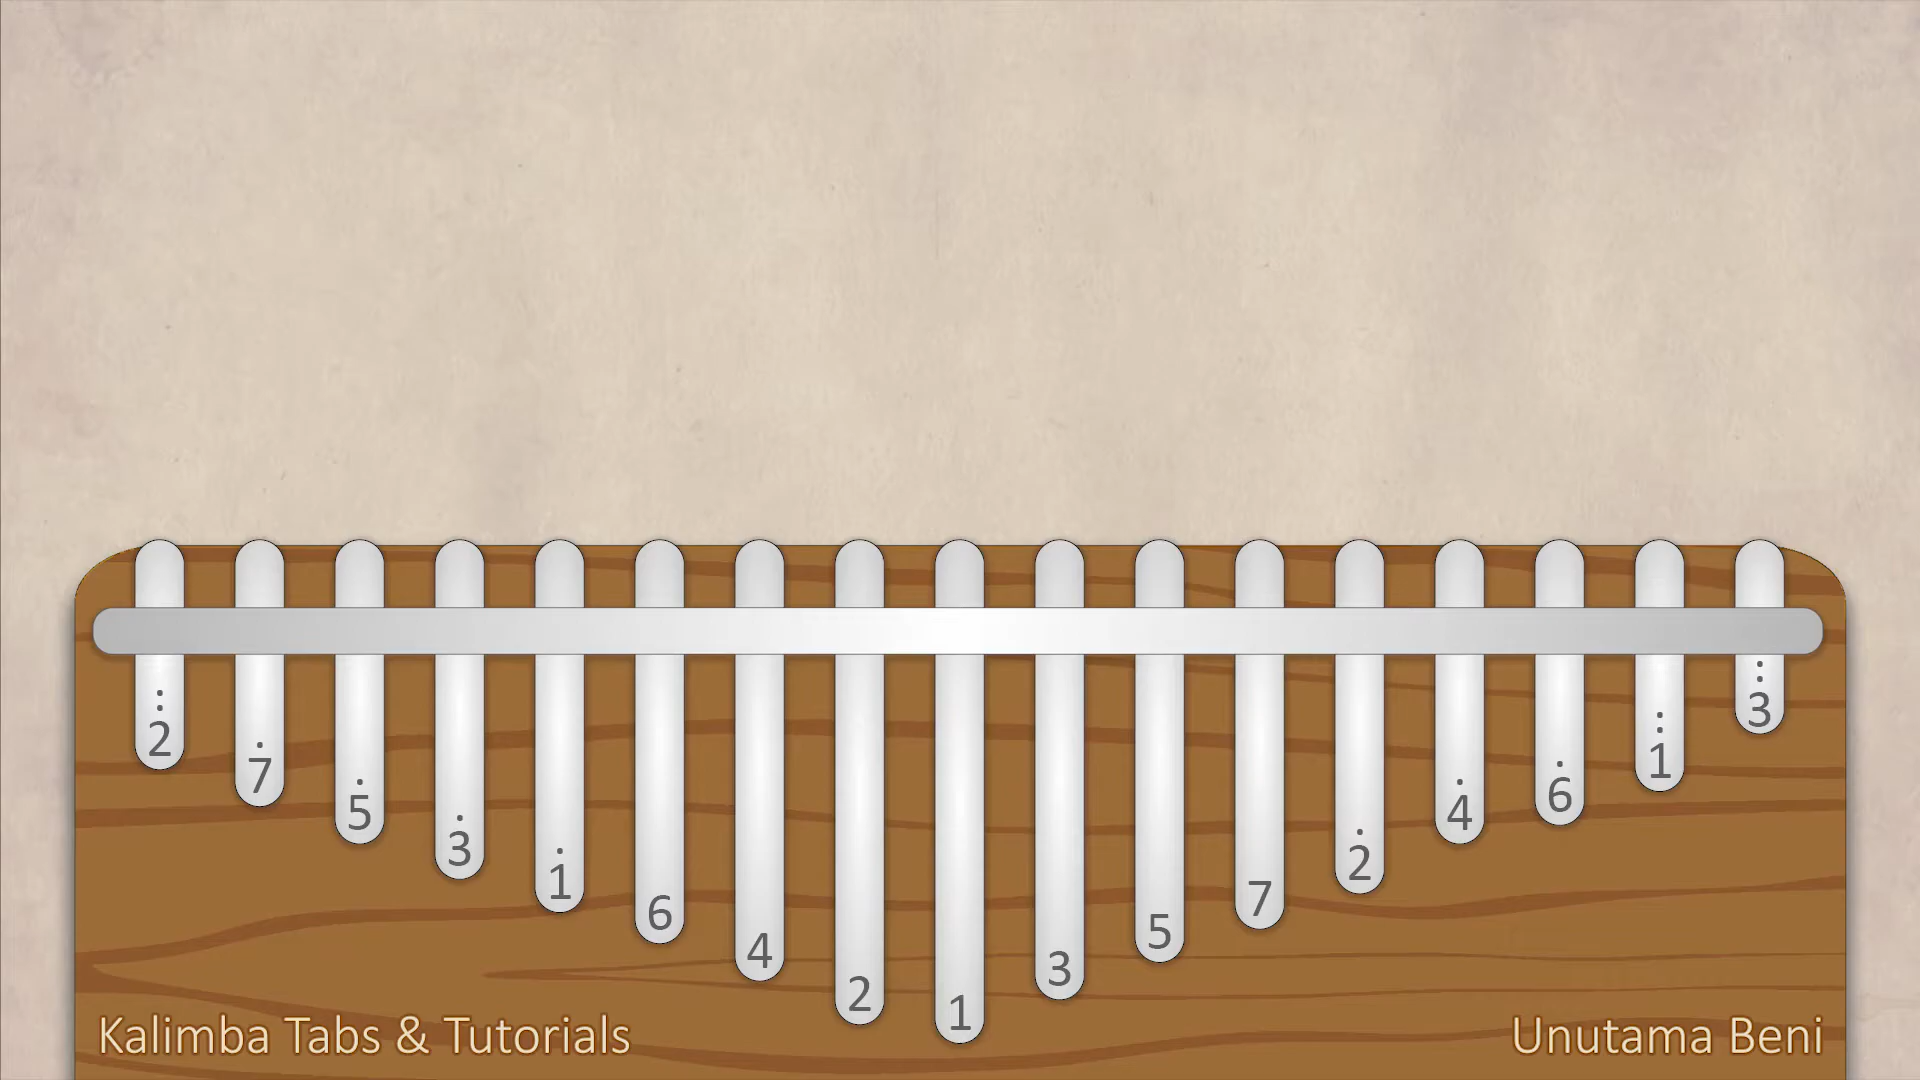 2̈ 7̇ 5̇ 3̇ 1̇ 6 4 2 1 3 5 7 2̇ 4̇ 6̇ 1̈ 3̈
Kalimba Tabs & Tutorials
Unutama Beni